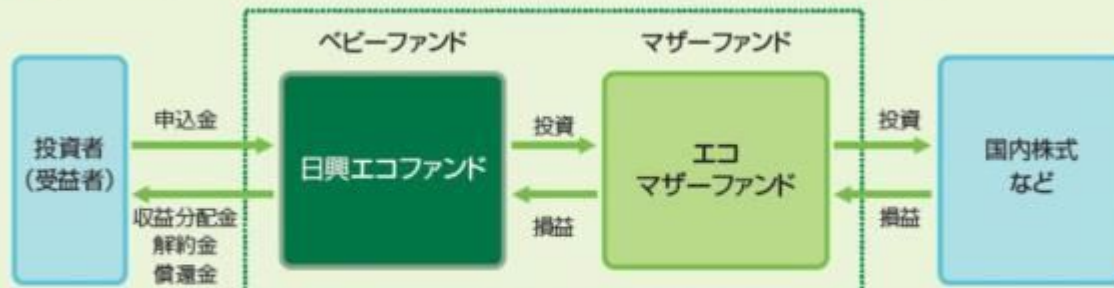 ベビーファンド
マザーファンド
投資者
(受益者)
申込金
収益分配金
解約金
償還金
日興エコファンド
投資
損益
エコ
マザーファンド
投資
損益
国内株式
など